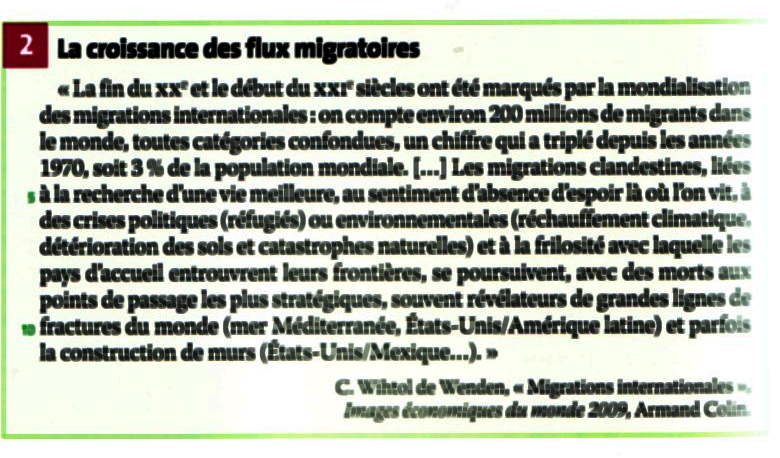 2 La croissance des flux migratoires
« La fin du XXe et le début du XXIe siècles ont été marqués par la mondialisation
des migrations internationales : on compte environ 200 millions de migrants dans
le monde, toutes catégories confondues, un chiffre qui a triplé depuis les années
1970, soit 3 % de la population mondiale. [...] Les migrations clandestines, liées
5 à la recherche d'une vie meilleure, au sentiment d'absence d'espoir là où l'on vit, à
des crises politiques (réfugiés) ou environnementales (réchauffement climatique,
détérioration des sols et catastrophes naturelles) et à la frilosité avec laquelle les
pays d'accueil entrouvrent leurs frontières, se poursuivent, avec des morts aux
points de passage les plus stratégiques, souvent révélateurs de grandes lignes de
10 fractures du monde (mer Méditerranée, États-Unis/Amérique latine) et parfois
la construction de murs (États-Unis/Mexique...). »
C. Wihtol de Wenden, « Migrations internationales »,
Images économiques du monde 2009, Armand Colin.